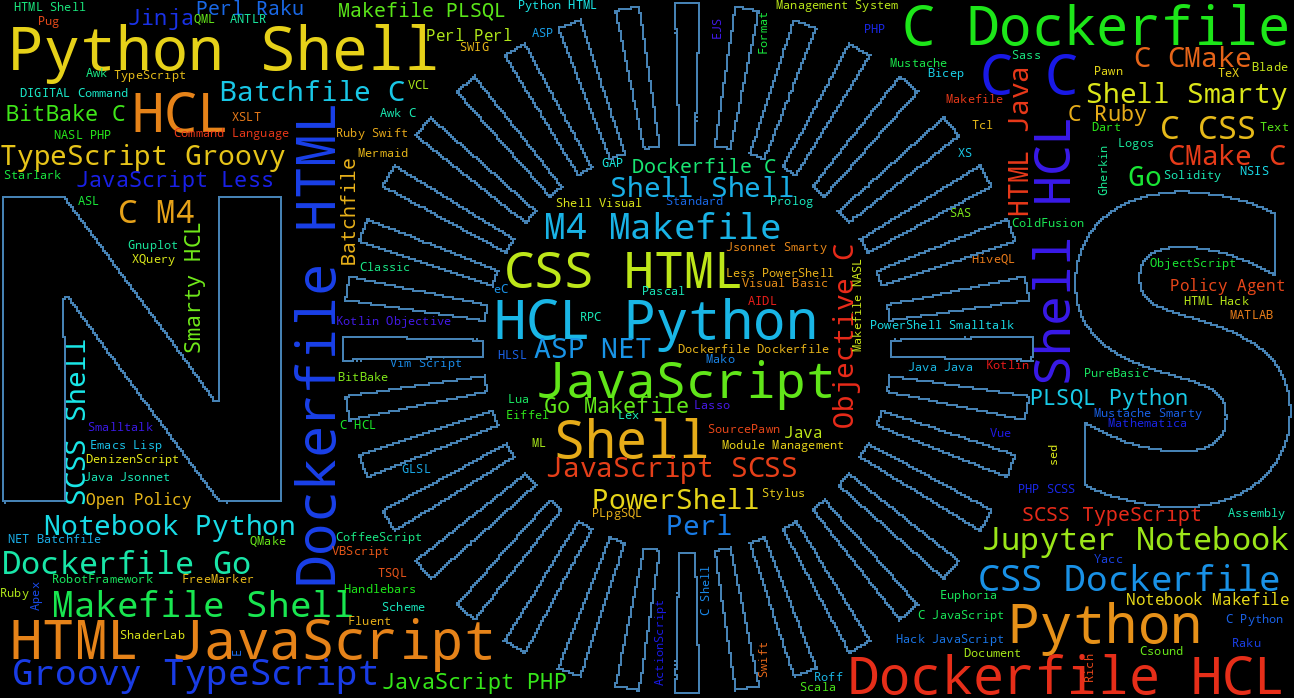 HTML Shell
Pug
Jinja
QML
ANTLR
Perl Raku
Makefile PLSQL
Perl Perl
SWIG
Python HTML
ASP
EJS
Format
Management System
PHP
C Dockerfile
Python Shell
Awk
TypeScript
DIGITAL Command
Batchfile C
VCL
Mustache
Bicep
C C
Sass
Java
C CMake
Pawn
TeX
Blade
Shell Smarty
BitBake C
HCL
XSLT
Awk C
Makefile
C Ruby
NASL PHP
Command Language
Ruby Swift
Tcl
Dart
C CSS
Text
TypeScript Groovy
Mermaid
XS
Logos
CMake C
Starlark
JavaScript Less
GAP
Dockerfile C
Gherkin
Go
Solidity
NSIS
ASL
Batchfile
Shell Shell
HTML
HCL
C M4
Shell Visual
Standard
Prolog
SAS
ColdFusion
M4 Makefile
Gnuplot
XQuery
Smarty HCL
Classic
Jsonnet Smarty
HiveQL
ObjectScript
CSS HTML
Less PowerShell
Visual Basic
Policy Agent
eC
Pascal
AIDL
HTML Hack
MATLAB
Kotlin Objective
HCL Python
RPC
Makefile NASL
PowerShell Smalltalk
Shell
Dockerfile HTML
HLSL
ASP NET
Dockerfile Dockerfile
Mako
Vim Script
Java Java
Kotlin
BitBake
JavaScript
Objective C
PureBasic
PLSQL Python
Lua
Go Makefile
Lasso
Eiffel
Lex
Mustache Smarty
Mathematica
SCSS Shell
Smalltalk
C HCL
Shell
SourcePawn
Java
Vue
Emacs Lisp
ML
Module Management
sed
DenizenScript
GLSL
JavaScript SCSS
Java Jsonnet
Open Policy
PowerShell
Stylus
PHP SCSS
PLpgSQL
Perl
SCSS TypeScript
Assembly
Notebook Python
NET Batchfile
QMake
CoffeeScript
VBScript
Jupyter Notebook
Dockerfile Go
Yacc
RobotFramework
FreeMarker
TSQL
CSS Dockerfile
Ruby
Apex
Handlebars
C Shell
Euphoria
Notebook Makefile
Makefile Shell
Scheme
C JavaScript
Python
C Python
Fluent
HTML JavaScript
ShaderLab
E
ActionScript
Swift
Hack JavaScript
Raku
Document
Csound
Groovy TypeScript
JavaScript PHP
Roff
Scala
Dockerfile HCL
Rich